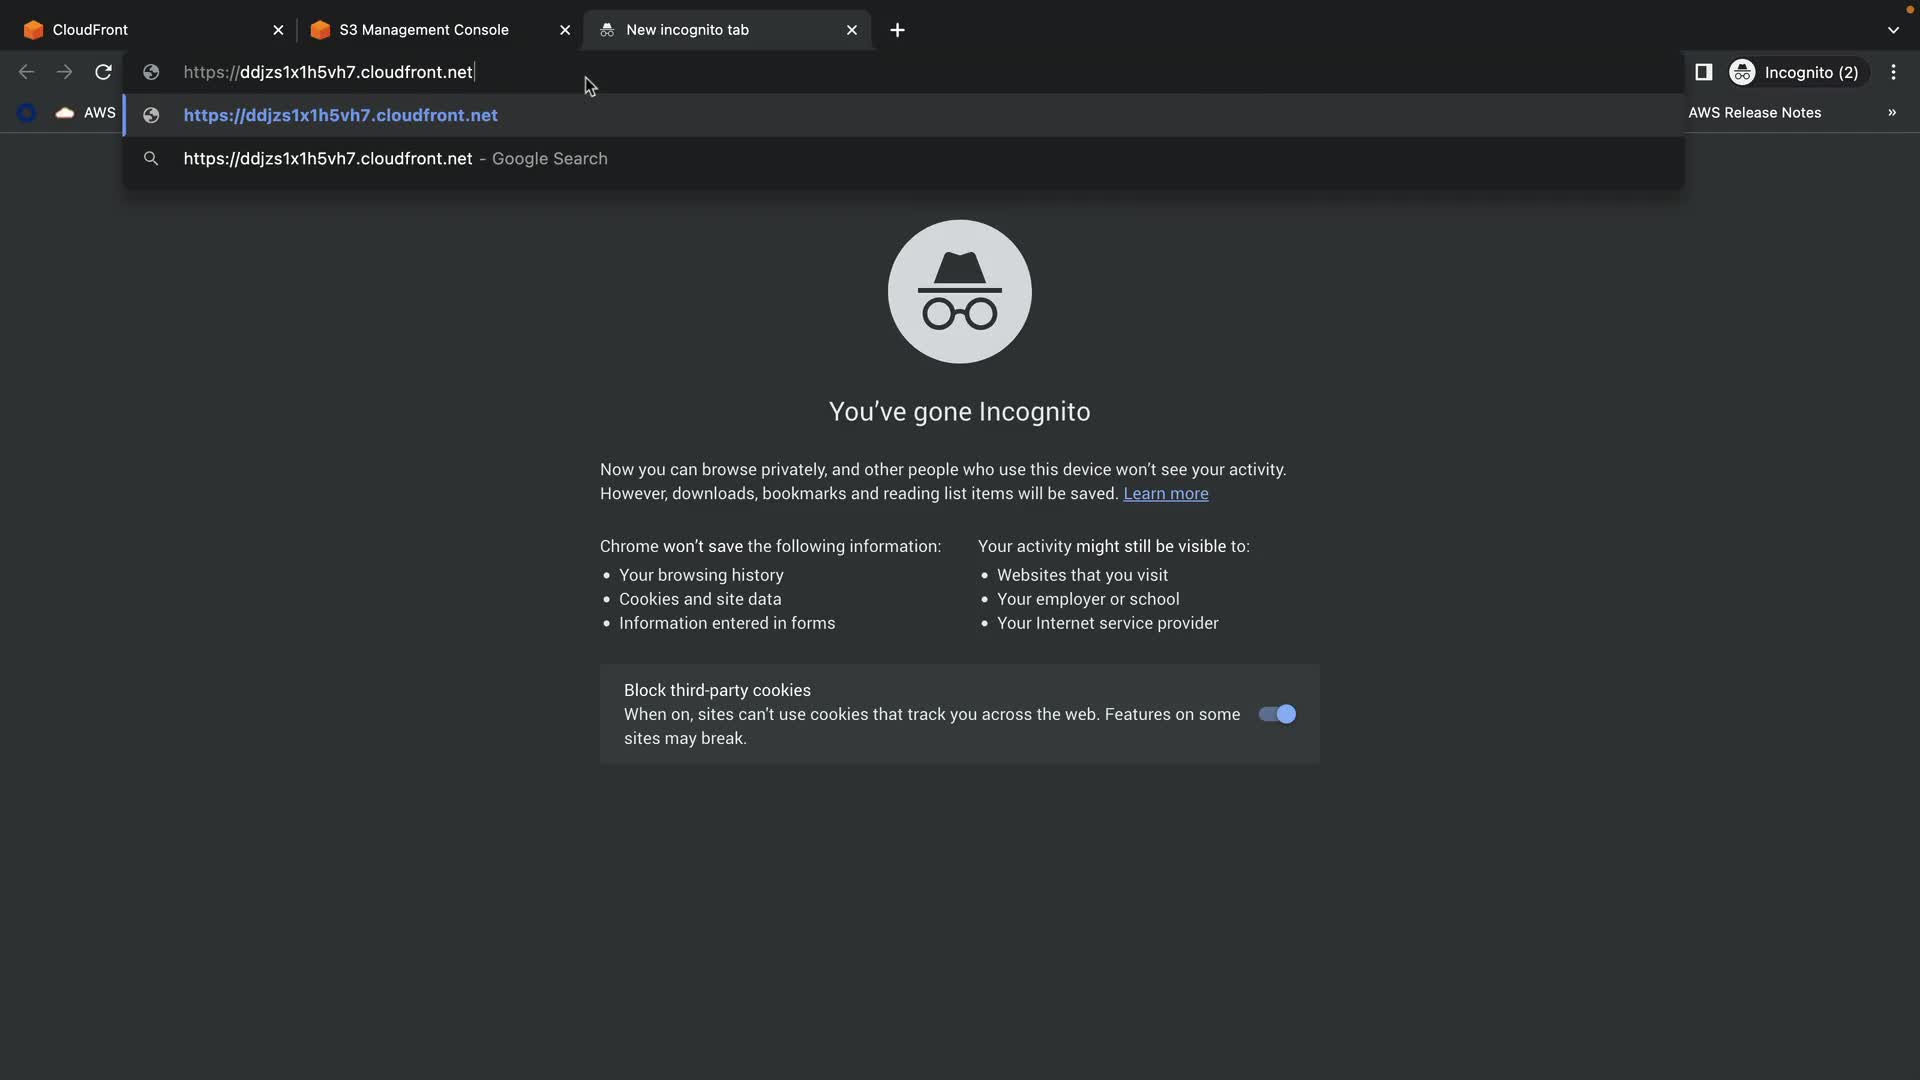 CloudFront
S3 Management Console
New incognito tab
https://ddjzs1x1h5vh7.cloudfront.net
Incognito (2)
AWS
https://ddjzs1x1h5vh7.cloudfront.net
AWS Release Notes
»
https://ddjzs1x1h5vh7.cloudfront.net - Google Search
You've gone Incognito
Now you can browse privately, and other people who use this device won't see your activity.
However, downloads, bookmarks and reading list items will be saved. Learn more
Chrome won't save the following information:
• Your browsing history
• Cookies and site data
• Information entered in forms
Your activity might still be visible to:
• Websites that you visit
• Your employer or school
• Your Internet service provider
Block third-party cookies
When on, sites can't use cookies that track you across the web. Features on some
sites may break.